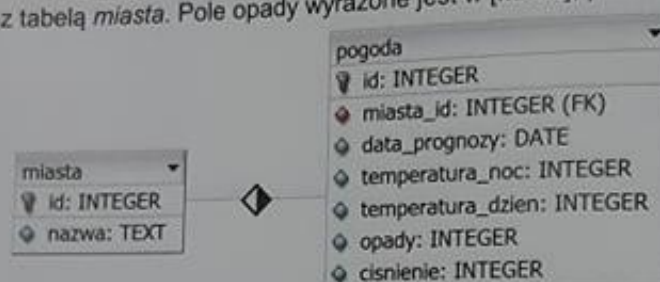 z tabelą miasta. Pole opady wyrażone jest w
pogoda
id: INTEGER
miasta_id: INTEGER (FK)
data_prognozy: DATE
temperatura_noc: INTEGER
temperatura_dzien: INTEGER
opady: INTEGER
cisnienie: INTEGER
miasta
id: INTEGER
nazwa: TEXT